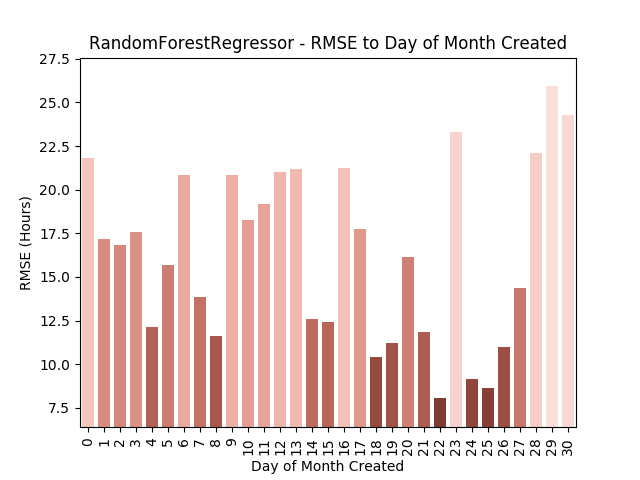 RandomForestRegressor - RMSE to Day of Month Created
27.5
25.0
22.5
20.0
17.5
15.0
12.5
10.0
7.5
RMSE (Hours)
0 1 2 3 4 5 6 7 8 9 10 11 12 13 14 15 16 17 18 19 20 21 22 23 24 25 26 27 28 29 30
Day of Month Created